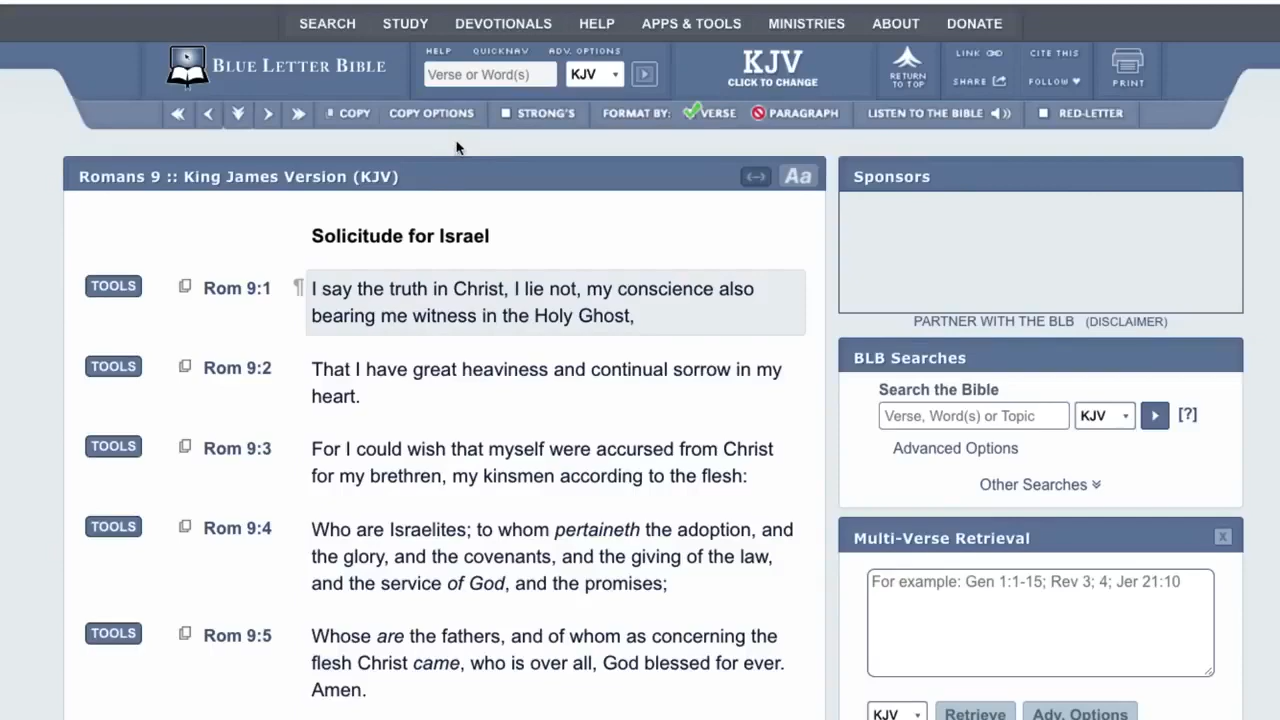 SEARCH STUDY DEVOTIONALS HELP APPS & TOOLS MINISTRIES ABOUT DONATE
BLUE LETTER BIBLE
HELP QUICKNAV ADV. OPTIONS
Verse or Word(s) KJV
KJV
CLICK TO CHANGE
RETURN
TO TOP
LINK CITE THIS
SHARE FOLLOW
PRINT
COPY COPY OPTIONS STRONG'S FORMAT BY: VERSE PARAGRAPH LISTEN TO THE BIBLE RED-LETTER
Romans 9 :: King James Version (KJV) Aa
Solicitude for Israel
TOOLS Rom 9:1 ¶ I say the truth in Christ, I lie not, my conscience also
bearing me witness in the Holy Ghost,
TOOLS Rom 9:2 That I have great heaviness and continual sorrow in my
heart.
TOOLS Rom 9:3 For I could wish that myself were accursed from Christ
for my brethren, my kinsmen according to the flesh:
TOOLS Rom 9:4 Who are Israelites; to whom pertaineth the adoption, and
the glory, and the covenants, and the giving of the law,
and the service of God, and the promises;
TOOLS Rom 9:5 Whose are the fathers, and of whom as concerning the
flesh Christ came, who is over all, God blessed for ever.
Amen.
Sponsors
PARTNER WITH THE BLB (DISCLAIMER)
BLB Searches
Search the Bible
Verse, Word(s) or Topic KJV [?]
Advanced Options
Other Searches
Multi-Verse Retrieval X
For example: Gen 1:1-15; Rev 3; 4; Jer 21:10
KJV Retrieve Adv. Options